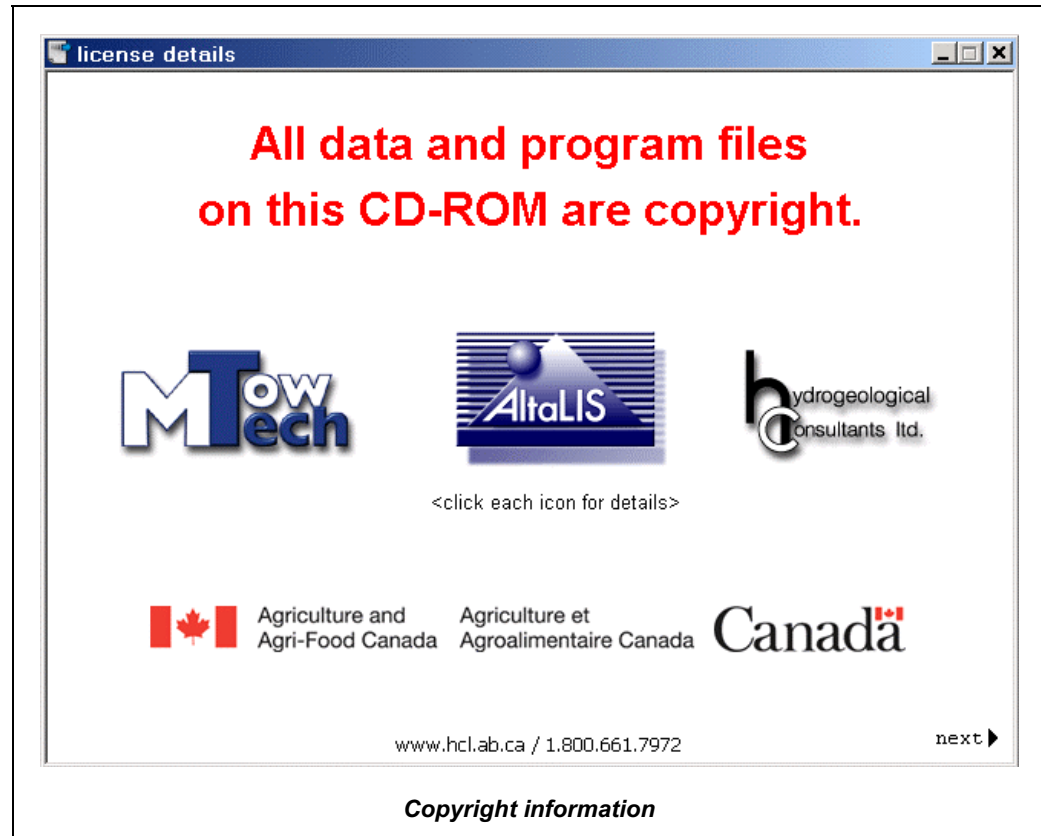 license details
All data and program files
on this CD-ROM are copyright.
MTow
Tech
AltaLIS
hydrogeological
Consultants ltd.
<click each icon for details>
Agriculture and
Agri-Food Canada
Agriculture et
Agroalimentaire Canada
Canada
www.hcl.ab.ca / 1.800.661.7972
next
Copyright information